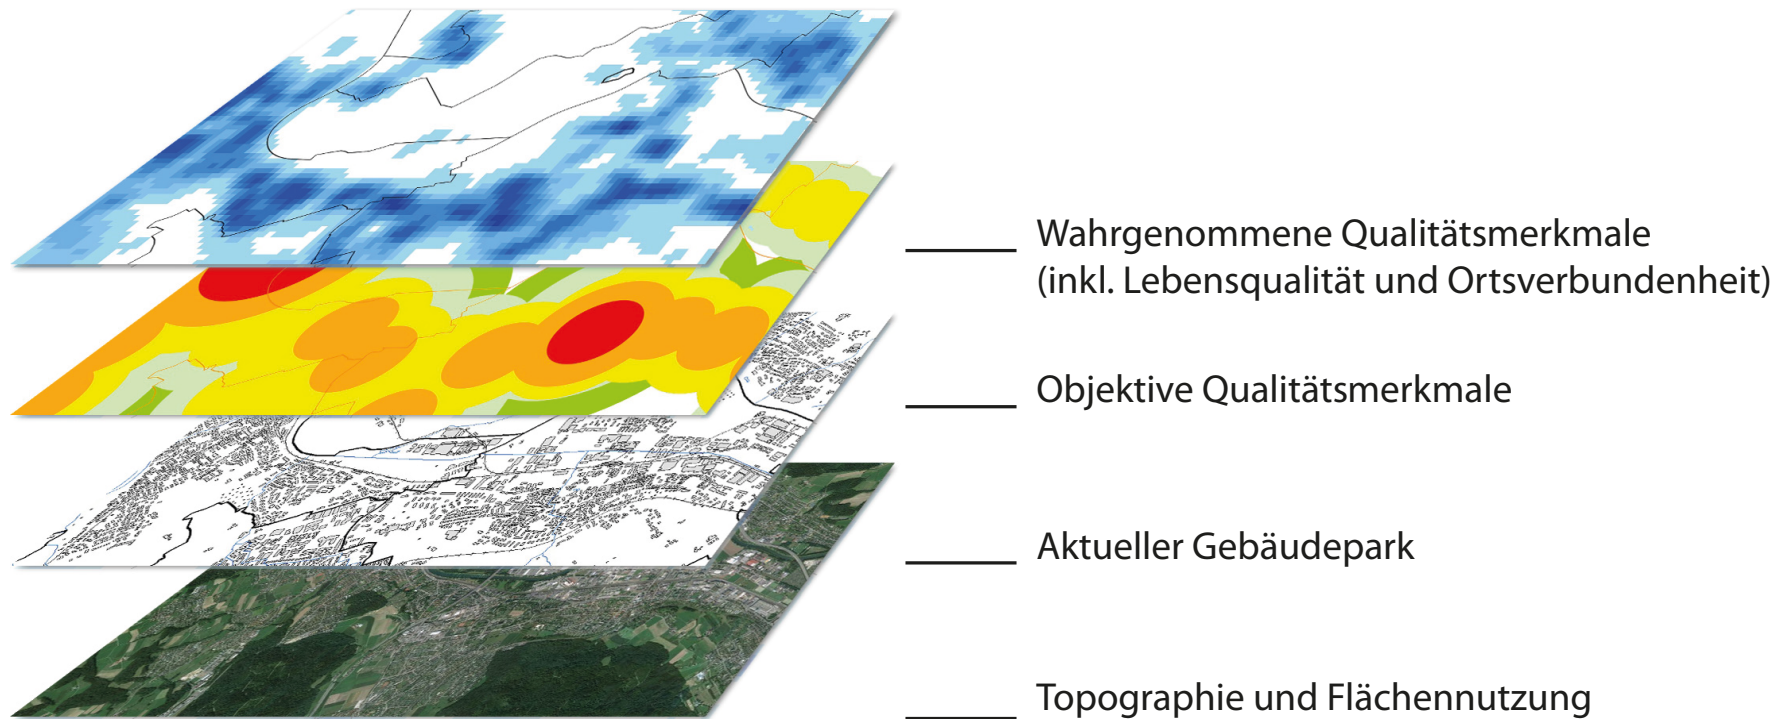 Wahrgenommene Qualitätsmerkmale
(inkl. Lebensqualität und Ortsverbundenheit)
Objektive Qualitätsmerkmale
Aktueller Gebäudepark
Topographie und Flächennutzung